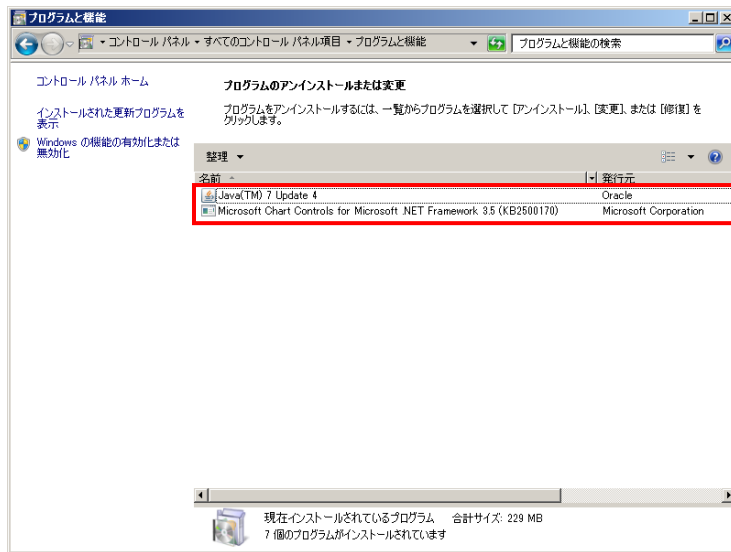 プログラムと機能
コントロール パネル すべてのコントロール パネル項目 プログラムと機能
プログラムと機能の検索
コントロール パネル ホーム
インストールされた更新プログラムを
表示
Windows の機能の有効化または
無効化
プログラムのアンインストールまたは変更
プログラムをアンインストールするには、一覧からプログラムを選択して [アンインストール]、[変更]、または [修復] を
クリックします。
整理
名前 発行元
Java(TM) 7 Update 4 Oracle
Microsoft Chart Controls for Microsoft .NET Framework 3.5 (KB2500170) Microsoft Corporation
現在インストールされているプログラム 合計サイズ: 229 MB
7 個のプログラムがインストールされています